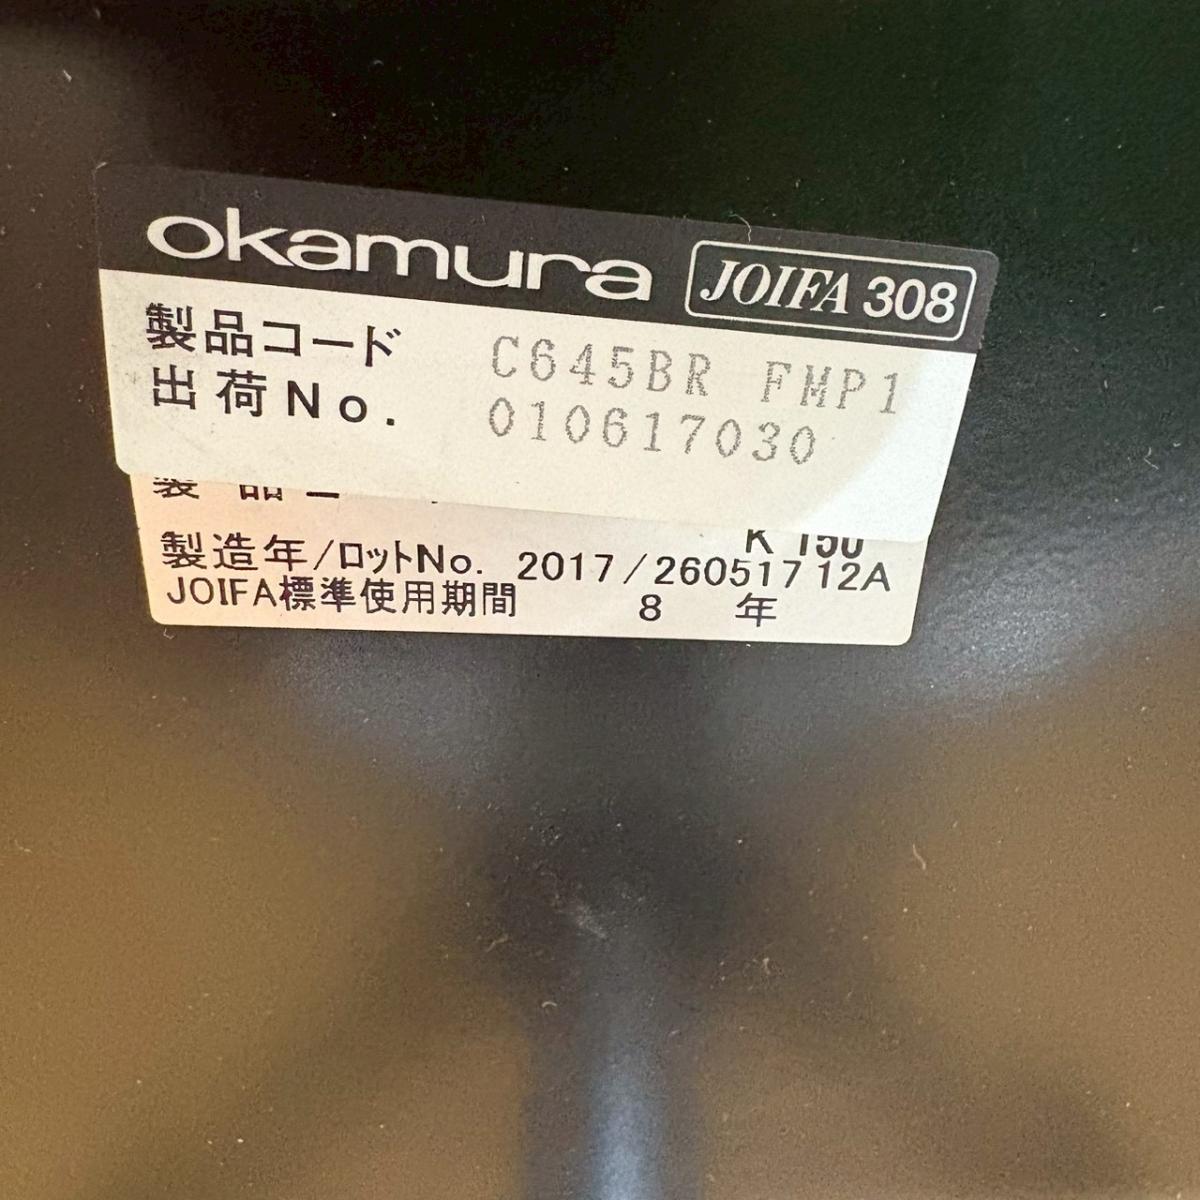 okamura JOIFA 308
製品コード C645BR FMP1
出荷No. 010617030
製造年/ロットNo. 2017/26051712A
JOIFA標準使用期間 8 年